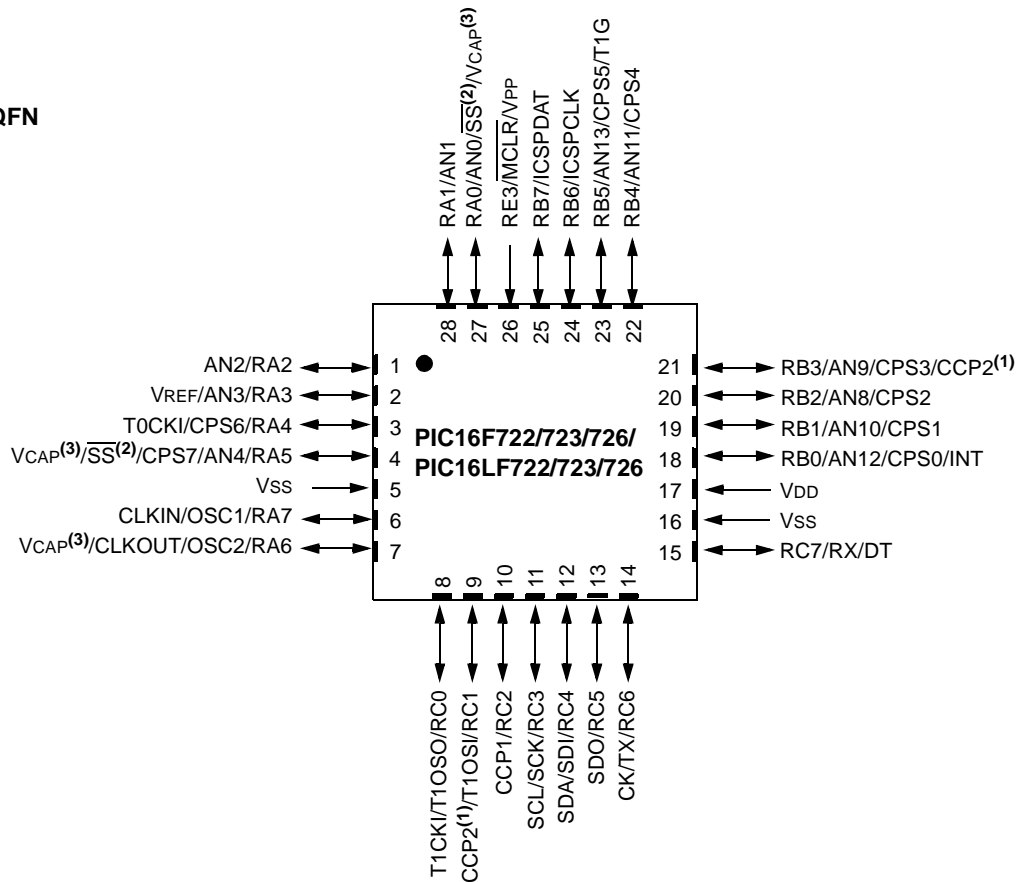 QFN
RA1/AN1
RA0/AN0/SS(2)/VCAP(3)
RE3/MCLR/VPP
RB7/ICSPDAT
RB6/ICSPCLK
RB5/AN13/CPS5/T1G
RB4/AN11/CPS4
28 27 26 25 24 23 22
AN2/RA2 1
VREF/AN3/RA3 2
T0CKI/CPS6/RA4 3
VCAP(3)/SS(2)/CPS7/AN4/RA5 4
VSS 5
CLKIN/OSC1/RA7 6
VCAP(3)/CLKOUT/OSC2/RA6 7
PIC16F722/723/726/
PIC16LF722/723/726
21 RB3/AN9/CPS3/CCP2(1)
20 RB2/AN8/CPS2
19 RB1/AN10/CPS1
18 RB0/AN12/CPS0/INT
17 VDD
16 VSS
15 RC7/RX/DT
8 9 10 11 12 13 14
T1CKI/T1OSO/RC0
CCP2(1)/T1OSI/RC1
CCP1/RC2
SCL/SCK/RC3
SDA/SDI/RC4
SDO/RC5
CK/TX/RC6